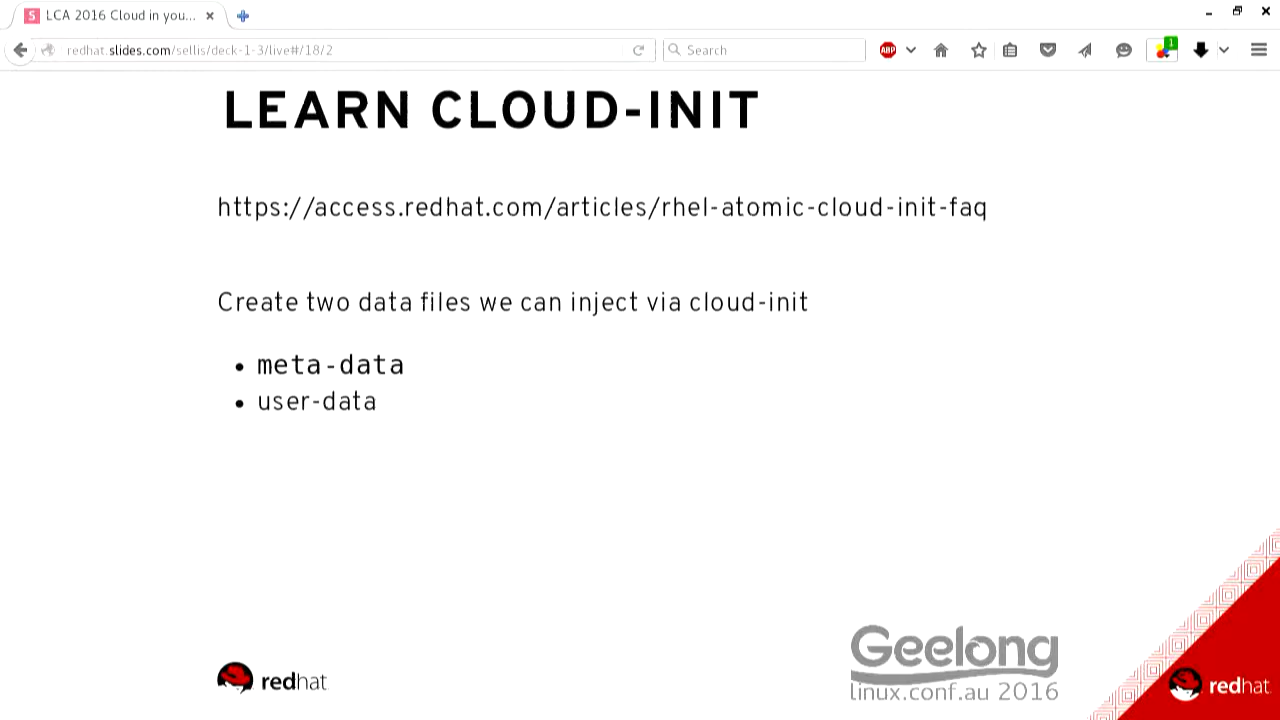 LCA 2016 Cloud in you...
redhat.slides.com/sellis/deck-1-3/live#/18/2
Search
ABP
1
LEARN CLOUD-INIT
https://access.redhat.com/articles/rhel-atomic-cloud-init-faq
Create two data files we can inject via cloud-init
• meta-data
• user-data
Geelong
linux.conf.au 2016
redhat
redhat